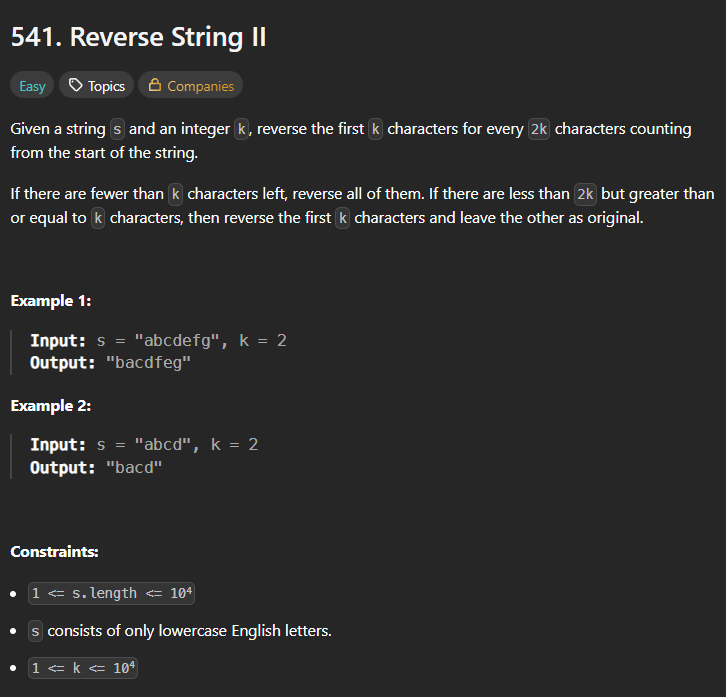 541. Reverse String II
Easy Topics Companies
Given a string s and an integer k, reverse the first k characters for every 2k characters counting
from the start of the string.
If there are fewer than k characters left, reverse all of them. If there are less than 2k but greater than
or equal to k characters, then reverse the first k characters and leave the other as original.
Example 1:
Input: s = "abcdefg", k = 2
Output: "bacdfeg"
Example 2:
Input: s = "abcd", k = 2
Output: "bacd"
Constraints:
• 1 <= s.length <= 10⁴
• s consists of only lowercase English letters.
• 1 <= k <= 10⁴